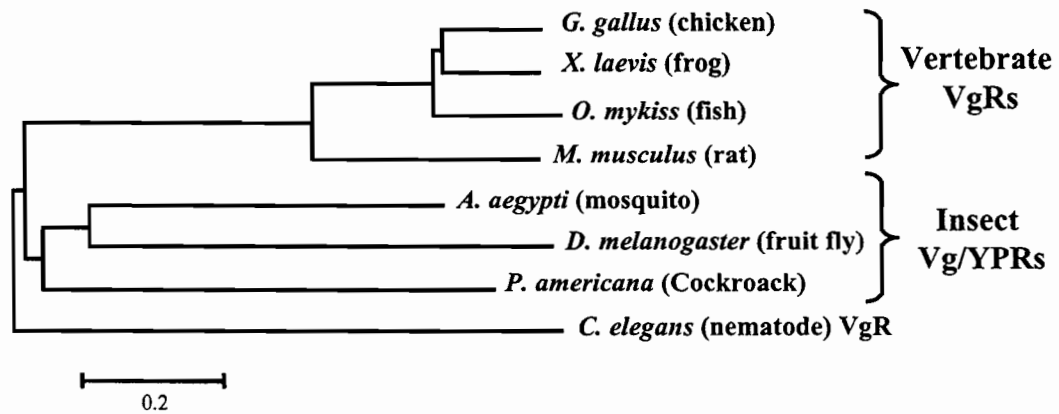 G. gallus (chicken)
X. laevis (frog)
O. mykiss (fish)
M. musculus (rat)
Vertebrate
VgRs
A. aegypti (mosquito)
D. melanogaster (fruit fly)
P. americana (Cockroack)
Insect
Vg/YPRs
C. elegans (nematode) VgR
0.2